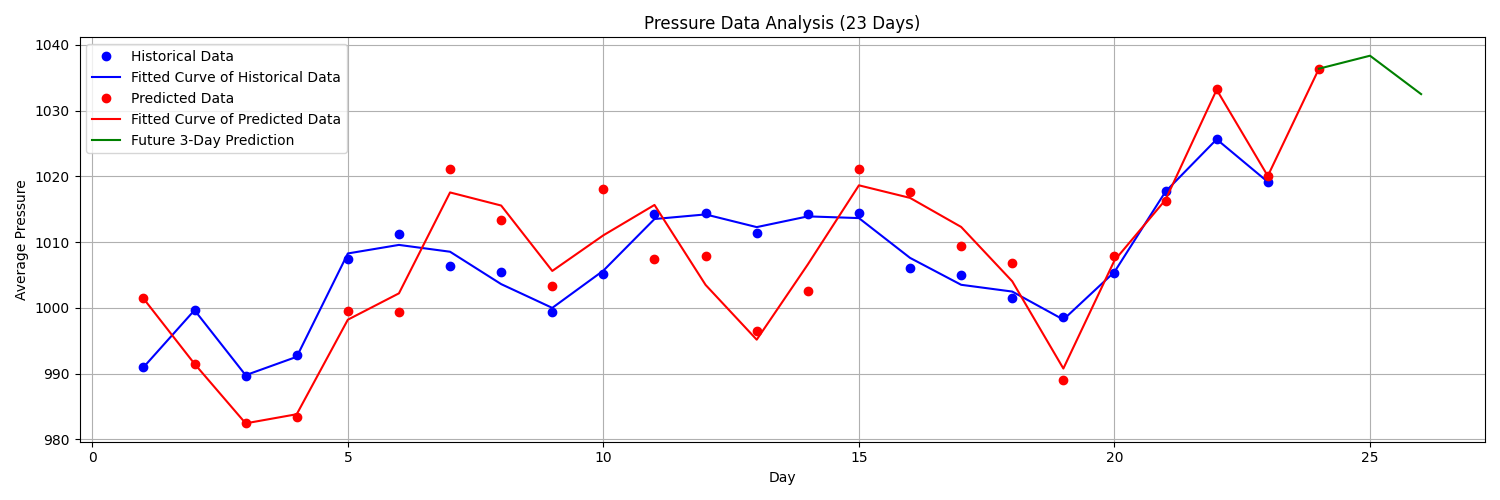 Pressure Data Analysis (23 Days)
Historical Data
Fitted Curve of Historical Data
Predicted Data
Fitted Curve of Predicted Data
Future 3-Day Prediction
Average Pressure
1040
1030
1020
1010
1000
990
980
0 5 10 15 20 25
Day